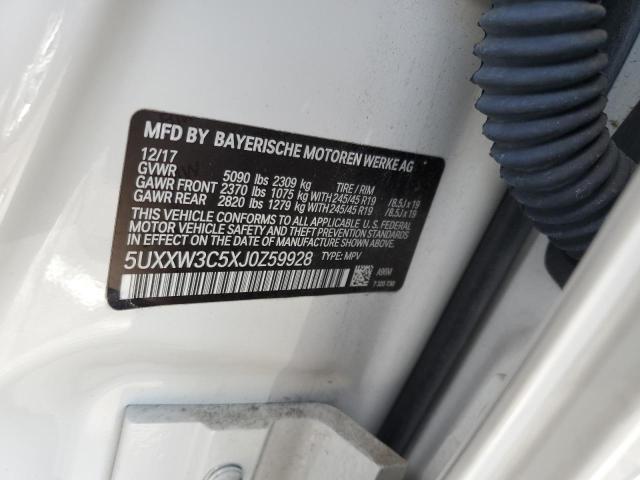 MFD BY BAYERISCHE MOTOREN WERKE AG
12/17
GVWR 5090 lbs 2309 kg TIRE / RIM
GAWR FRONT 2370 lbs 1075 kg WITH 245/45 R19 /8.5J x 19
GAWR REAR 2820 lbs 1279 kg WITH 245/45 R19 /8.5J x 19
THIS VEHICLE CONFORMS TO ALL APPLICABLE U. S. FEDERAL
MOTOR VEHICLE SAFETY AND THEFT PREVENTION STANDARDS
IN EFFECT ON THE DATE OF MANUFACTURE SHOWN ABOVE.
5UXXW3C5XJ0Z59928 TYPE: MPV